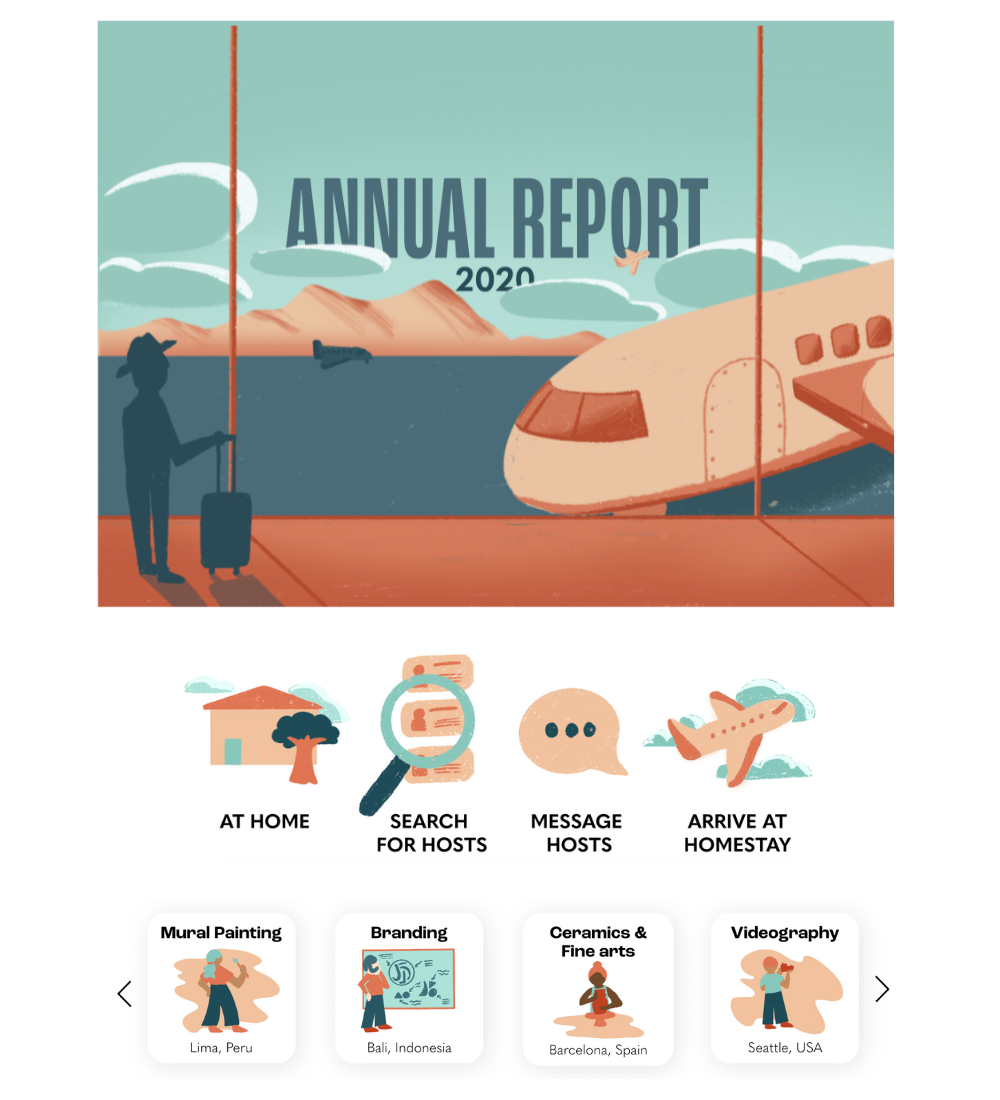 ANNUAL REPORT
2020
AT HOME
SEARCH
FOR HOSTS
MESSAGE
HOSTS
ARRIVE AT
HOMESTAY
Mural Painting
Lima, Peru
Branding
Bali, Indonesia
Ceramics &
Fine arts
Barcelona, Spain
Videography
Seattle, USA